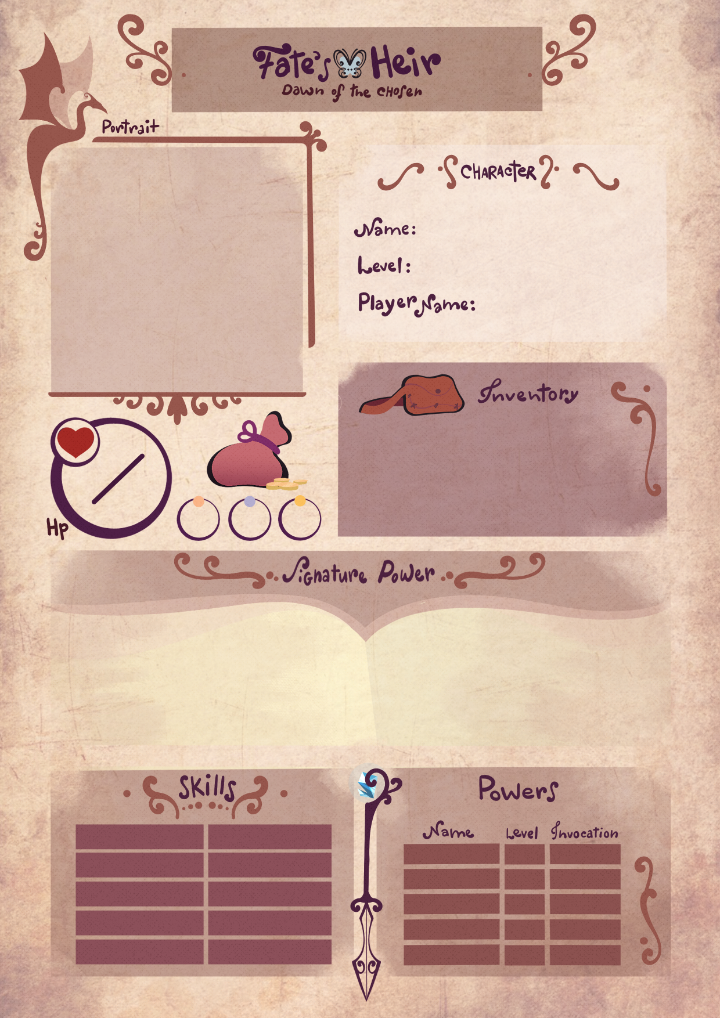 Fate's Heir
Dawn of the chosen
Portrait
CHARACTER
Name:
Level:
Player Name:
Inventory
Hp
Signature Power
Skills
Powers
Name Level Invocation